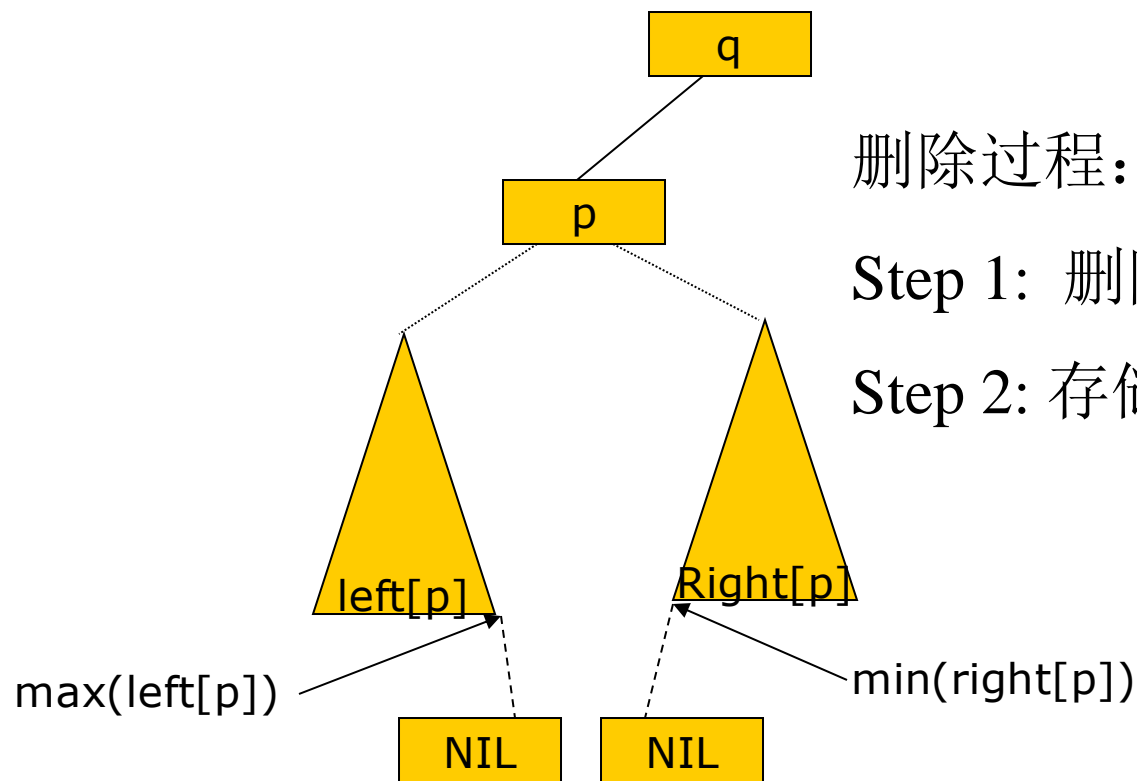 q
删除过程：
p
Step 1: 删
Step 2: 存
left[p]
Right[p]
max(left[p])
min(right[p])
NIL
NIL